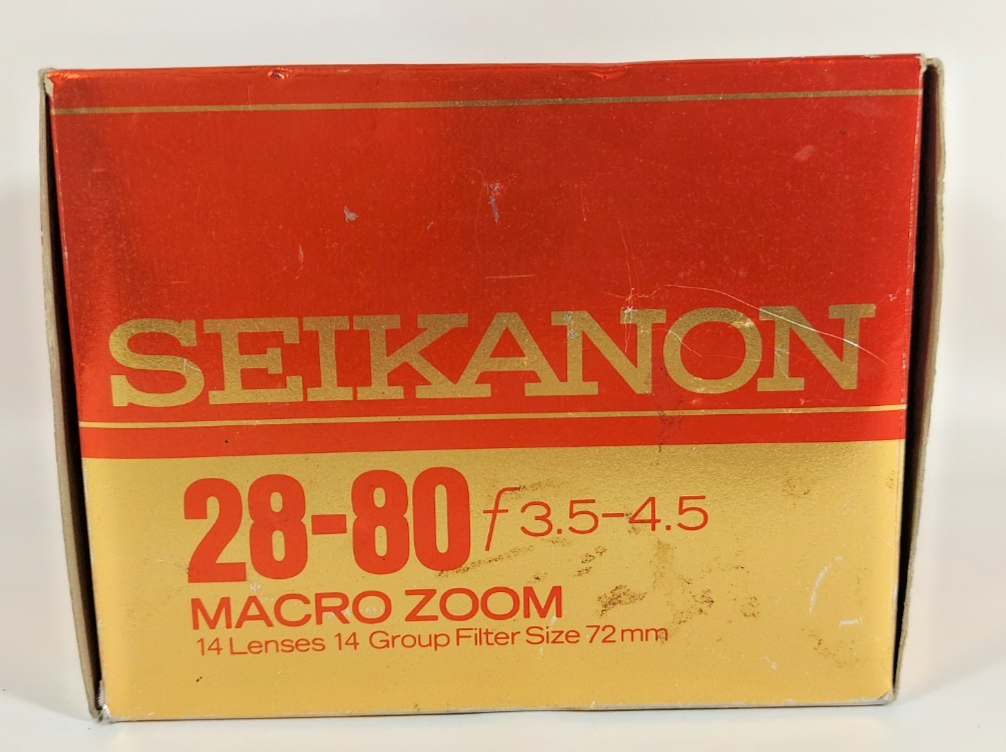 SEIKANON
28-80 f3.5-4.5
MACRO ZOOM
14 Lenses 14 Group Filter Size 72mm